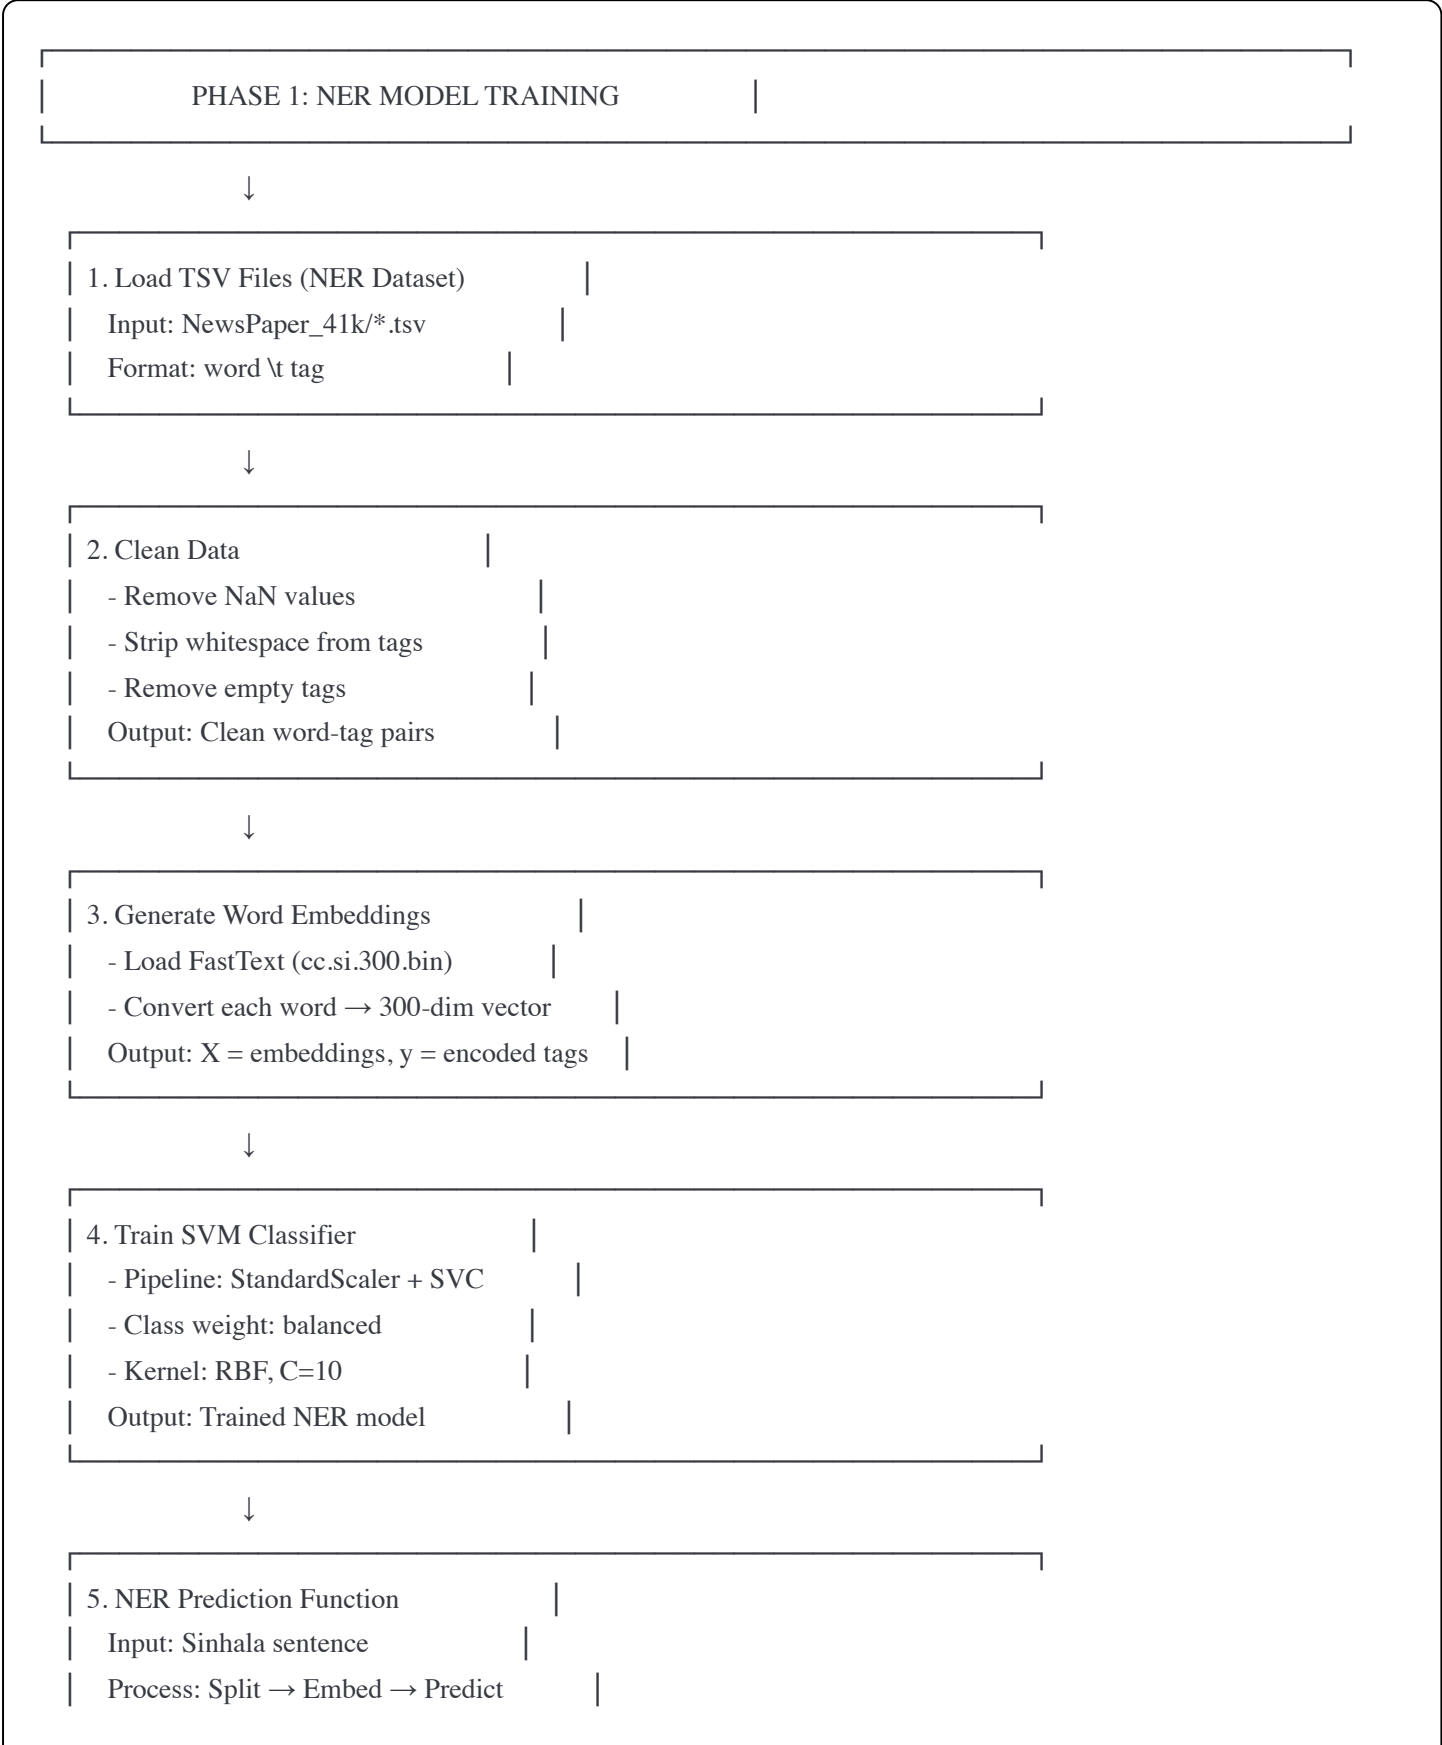 PHASE 1: NER MODEL TRAINING
↓
1. Load TSV Files (NER Dataset)
Input: NewsPaper_41k/*.tsv
Format: word \t tag
↓
2. Clean Data
- Remove NaN values
- Strip whitespace from tags
- Remove empty tags
Output: Clean word-tag pairs
↓
3. Generate Word Embeddings
- Load FastText (cc.si.300.bin)
- Convert each word → 300-dim vector
Output: X = embeddings, y = encoded tags
↓
4. Train SVM Classifier
- Pipeline: StandardScaler + SVC
- Class weight: balanced
- Kernel: RBF, C=10
Output: Trained NER model
↓
5. NER Prediction Function
Input: Sinhala sentence
Process: Split → Embed → Predict